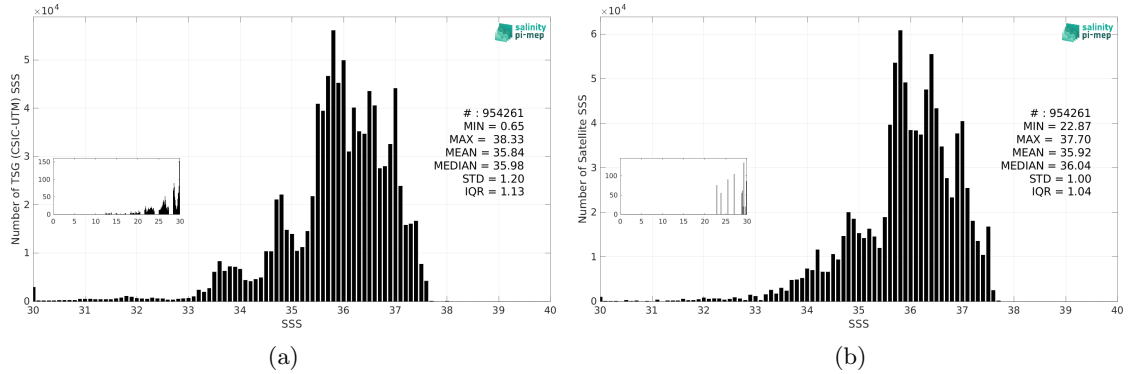 ×10⁴
Number of TSG (CSIC-UTM) SSS
5
4
3
2
1
0
salinity
pi-mep
# : 954261
MIN = 0.65
MAX = 38.33
MEAN = 35.84
MEDIAN = 35.98
STD = 1.20
IQR = 1.13
150
100
50
0
0 5 10 15 20 25 30
30 31 32 33 34 35 36 37 38 39 40
SSS
(a)
×10⁴
Number of Satellite SSS
6
5
4
3
2
1
0
salinity
pi-mep
# : 954261
MIN = 22.87
MAX = 37.70
MEAN = 35.92
MEDIAN = 36.04
STD = 1.00
IQR = 1.04
100
50
0
0 5 10 15 20 25 30
30 31 32 33 34 35 36 37 38 39 40
SSS
(b)